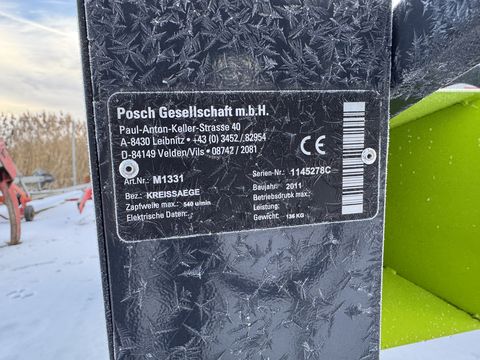 Posch Gesellschaft m.b.H.
Paul-Anton-Keller-Strasse 40
A-8430 Leibnitz • +43 (0) 3452 / 82954
D-84149 Velden/Vils • 08742 / 2081
CE
Art.Nr.: M1331
Serien-Nr.: 1145278C
Bez.: KREISSAEGE
Baujahr: 2011
Zapfwelle max.: 540 u/min
Betriebsdruck max.:
Elektrische Daten:
Leistung:
Gewicht: 136 KG